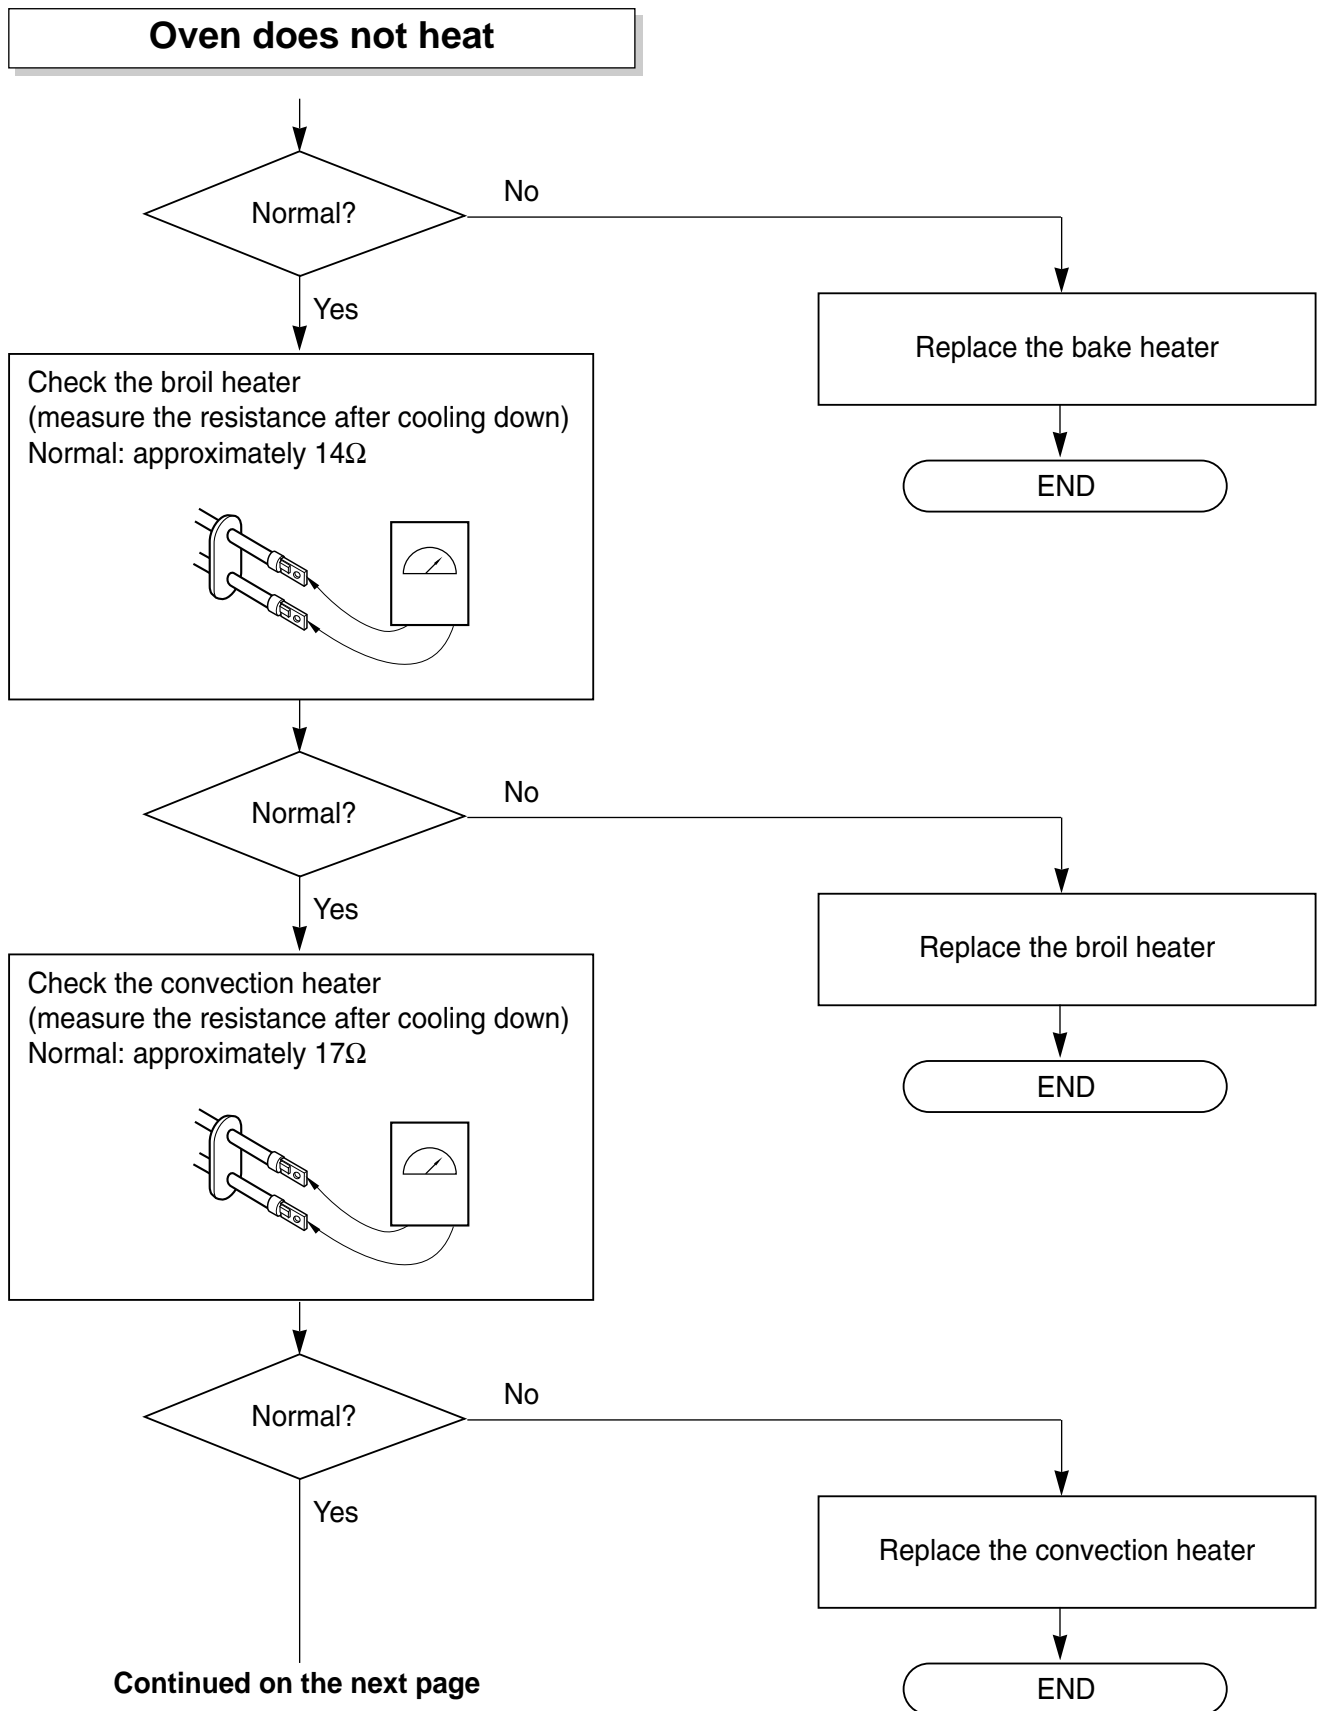 Oven does not heat
Normal?
No
Yes
Replace the bake heater
END
Check the broil heater
(measure the resistance after cooling down)
Normal: approximately 14Ω
Normal?
No
Yes
Replace the broil heater
END
Check the convection heater
(measure the resistance after cooling down)
Normal: approximately 17Ω
Normal?
No
Yes
Replace the convection heater
END
Continued on the next page